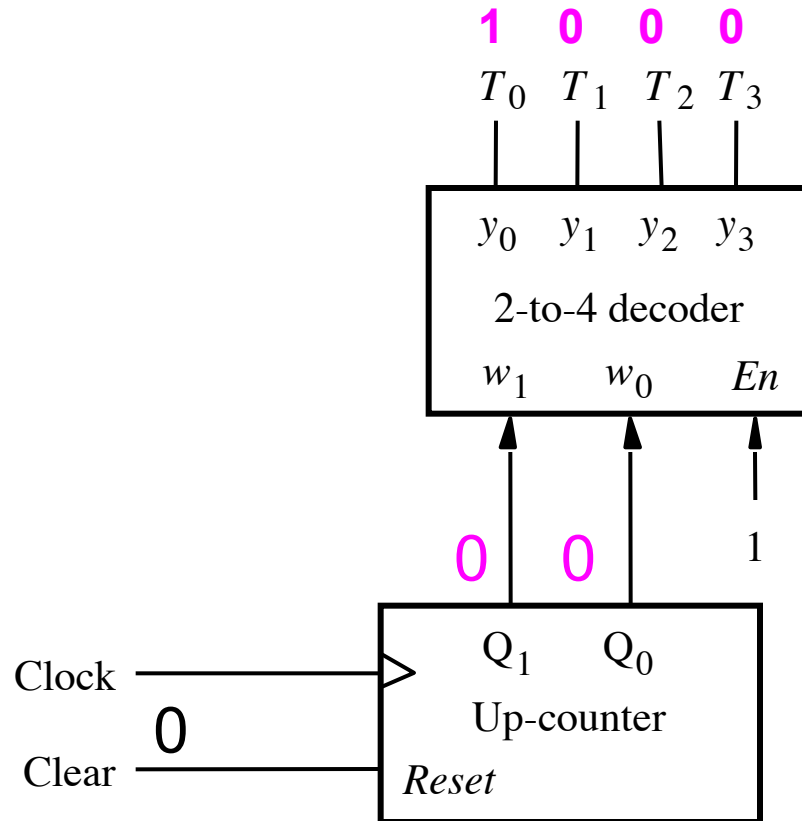 1 0 0 0
T0 T1 T2 T3
y0 y1 y2 y3
2-to-4 decoder
w1 w0 En
0 0 1
Q1 Q0
Clock
Up-counter
0
Clear Reset